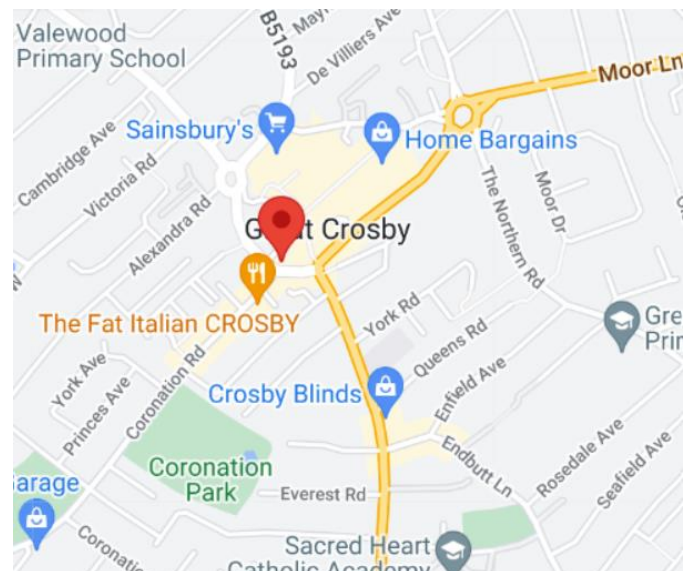 Valewood
Primary School
B5193
De Villiers Ave
Moor Ln
Sainsbury's
Home Bargains
Cambridge Ave
Victoria Rd
Alexandra Rd
The Northern Rd
Moor Dr
Crosby
The Fat Italian CROSBY
York Rd
Queens Rd
Crosby Blinds
Enfield Ave
York Ave
Princes Ave
Coronation Rd
Endbutt Ln
Rosedale Ave
Seafield Ave
Coronation
Park
Everest Rd
Coronation
Sacred Heart
Catholic Academy